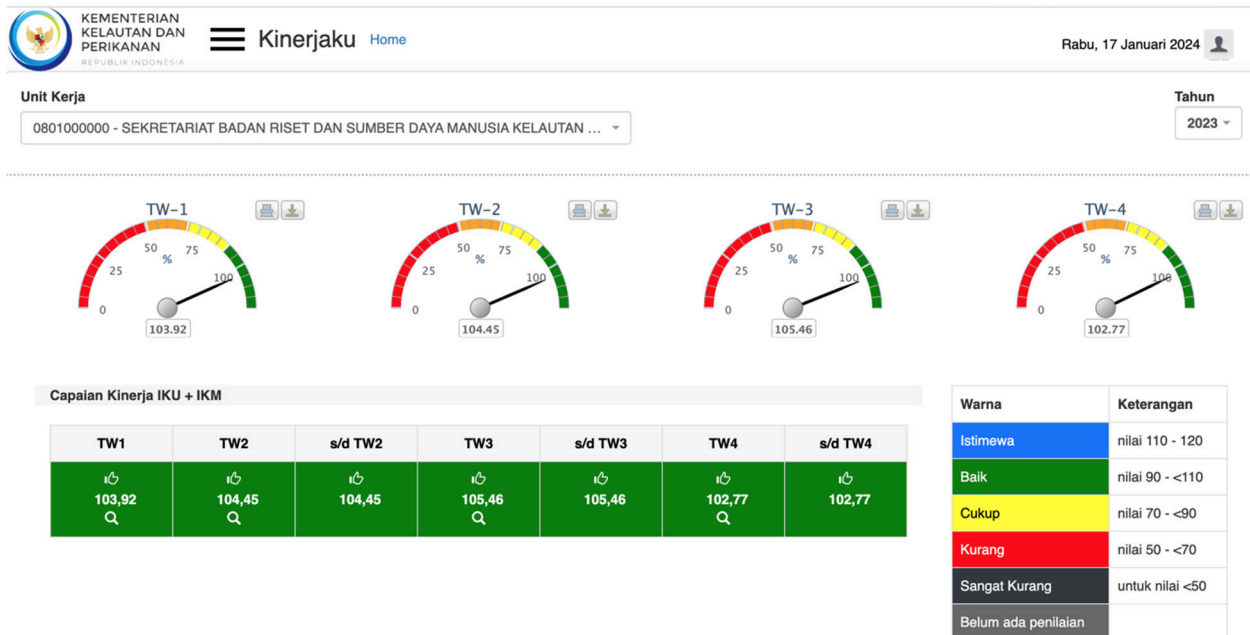 KEMENTERIAN
KELAUTAN DAN
PERIKANAN
REPUBLIK INDONESIA
Kinerjaku Home
Rabu, 17 Januari 2024
Unit Kerja
Tahun
0801000000 - SEKRETARIAT BADAN RISET DAN SUMBER DAYA MANUSIA KELAUTAN ...
2023
TW-1
0 25 50 75 100
%
103.92
TW-2
0 25 50 75 100
%
104.45
TW-3
0 25 50 75 100
%
105.46
TW-4
0 25 50 75 100
%
102.77
Capaian Kinerja IKU + IKM
TW1 TW2 s/d TW2 TW3 s/d TW3 TW4 s/d TW4
103,92 104,45 104,45 105,46 105,46 102,77 102,77
Warna Keterangan
Istimewa nilai 110 - 120
Baik nilai 90 - <110
Cukup nilai 70 - <90
Kurang nilai 50 - <70
Sangat Kurang untuk nilai <50
Belum ada penilaian